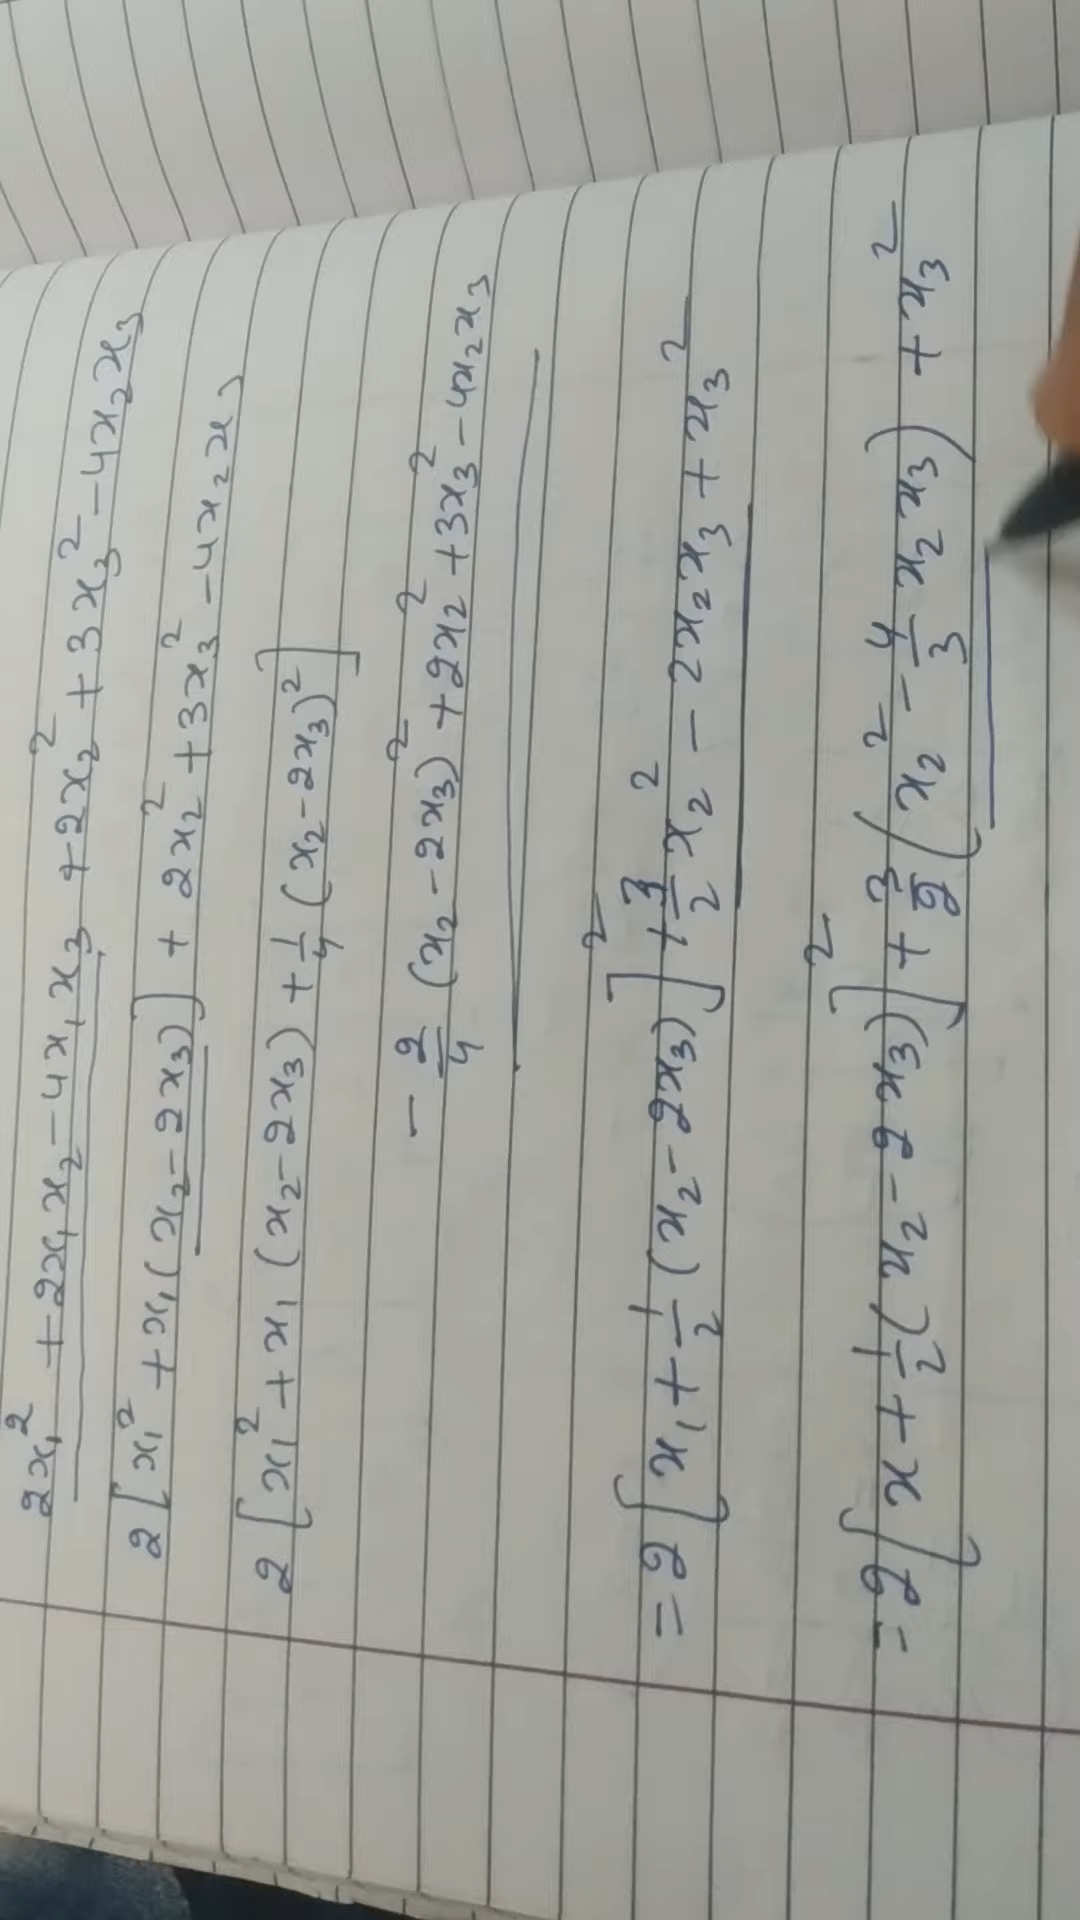 2x₁² + 2x₁x₂ - 4x₁x₃ + 2x₂² + 3x₃² - 4x₂x₃
2[x₁² + x₁(x₂ - 2x₃)] + 2x₂² + 3x₃² - 4x₂x₃
2[x₁² + x₁(x₂ - 2x₃) + 1/4 (x₂ - 2x₃)²]
- 2/4 (x₂ - 2x₃)² + 2x₂² + 3x₃² - 4x₂x₃
= 2[x₁ + 1/2 (x₂ - 2x₃)]² + 3/2 x₂² - 2x₂x₃ + x₃²
= 2[x + 1/2 (x₂ - 2x₃)]² + 3/2 (x₂² - 4/3 x₂x₃) + x₃²